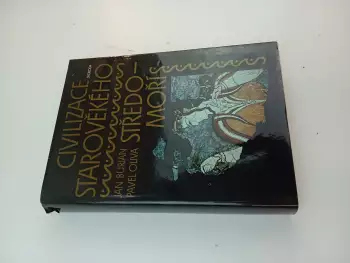 CIVILIZACE
STAROVĚKÉHO
STŘEDO-
MOŘÍ
JAN BURIAN
PAVEL OLIVA